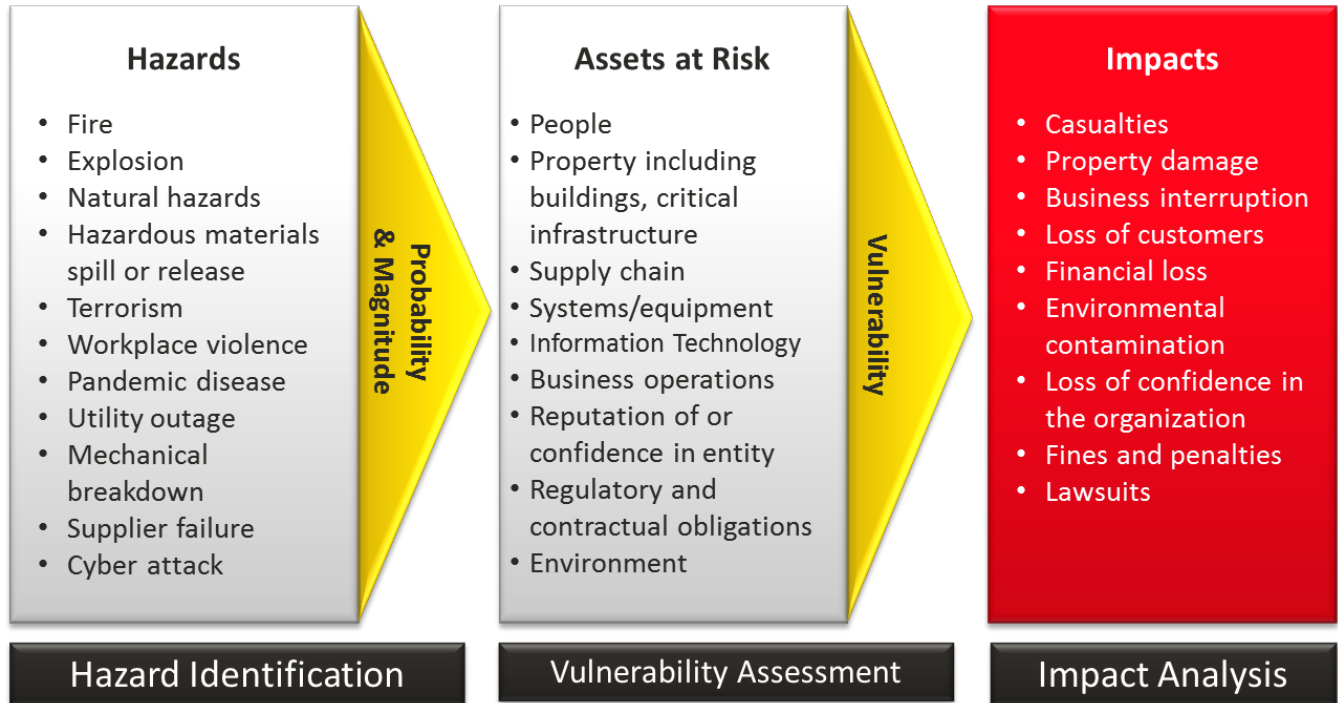 Hazards
• Fire
• Explosion
• Natural hazards
• Hazardous materials
spill or release
• Terrorism
• Workplace violence
• Pandemic disease
• Utility outage
• Mechanical
breakdown
• Supplier failure
• Cyber attack
Probability
& Magnitude
Assets at Risk
• People
• Property including
buildings, critical
infrastructure
• Supply chain
• Systems/equipment
• Information Technology
• Business operations
• Reputation of or
confidence in entity
• Regulatory and
contractual obligations
• Environment
Vulnerability
Impacts
• Casualties
• Property damage
• Business interruption
• Loss of customers
• Financial loss
• Environmental
contamination
• Loss of confidence in
the organization
• Fines and penalties
• Lawsuits
Hazard Identification
Vulnerability Assessment
Impact Analysis